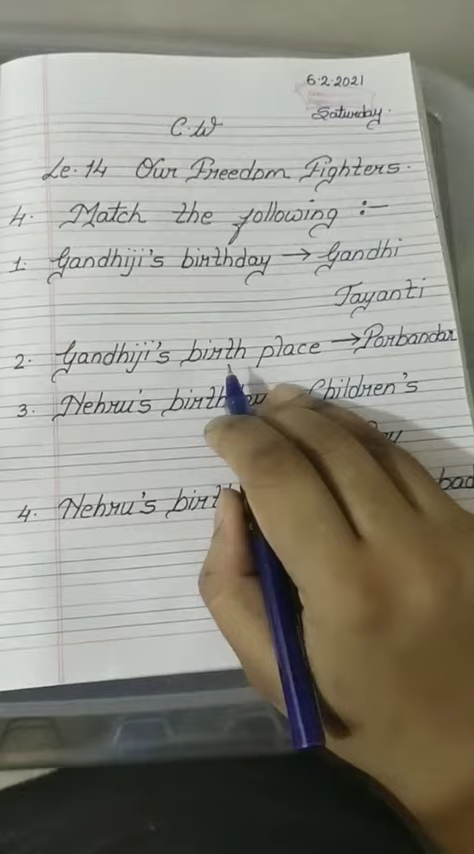 6.2.2021
Saturday.
C.W
Le.14 Our Freedom Fighters.
4. Match the following :-
1. Gandhiji's birthday → Gandhi
Jayanti
2. Gandhiji's birth place → Porbandar
3. Nehru's Children's
4. Nehru's